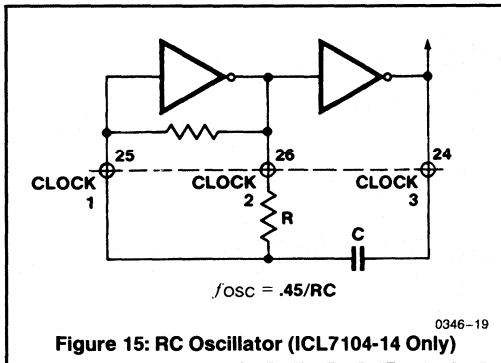 25
26
24
CLOCK
1
CLOCK
2
CLOCK
3
R
C
fosc = .45/RC
0346–19
Figure 15: RC Oscillator (ICL7104-14 Only)